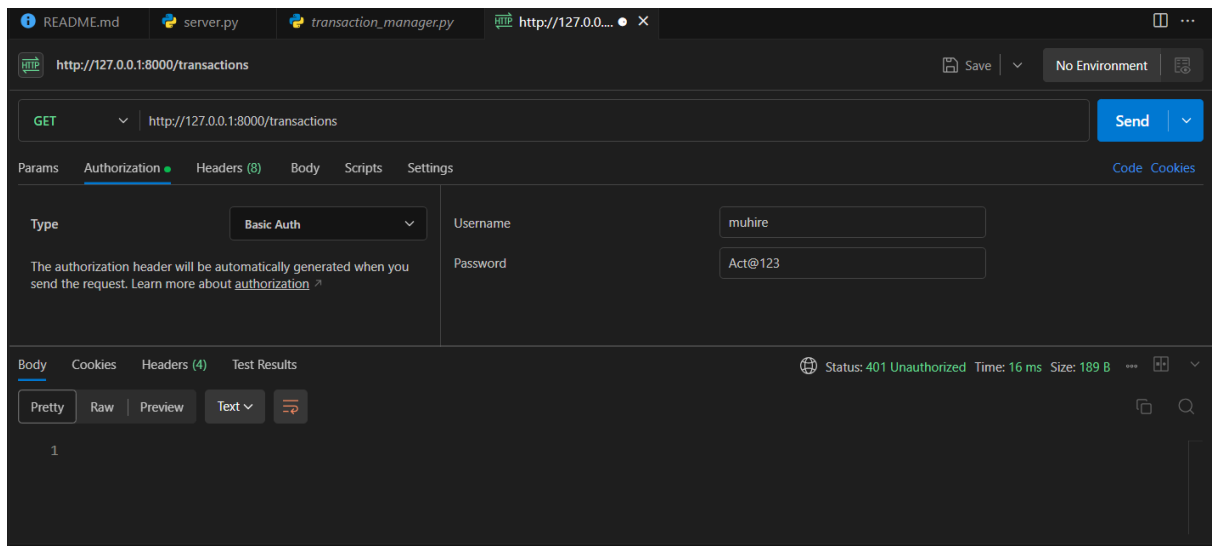 README.md server.py transaction_manager.py HTTP http://127.0.0.... ...
HTTP http://127.0.0.1:8000/transactions Save No Environment
GET http://127.0.0.1:8000/transactions Send
Params Authorization Headers (8) Body Scripts Settings Code Cookies
Type Basic Auth Username muhire
The authorization header will be automatically generated when you
send the request. Learn more about authorization
Password Act@123
Body Cookies Headers (4) Test Results Status: 401 Unauthorized Time: 16 ms Size: 189 B
Pretty Raw Preview Text
1